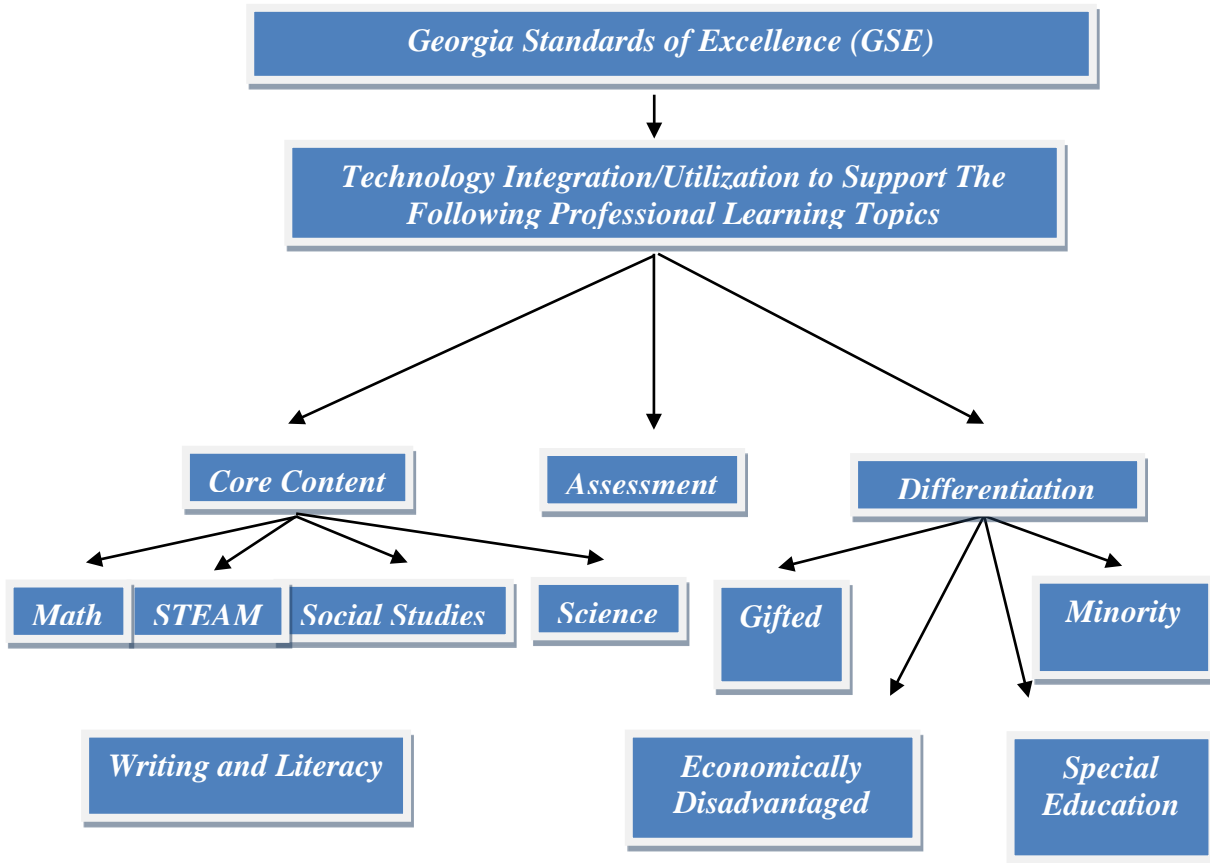 Georgia Standards of Excellence (GSE)
Technology Integration/Utilization to Support The
Following Professional Learning Topics
Core Content
Assessment
Differentiation
Math
STEAM
Social Studies
Science
Gifted
Minority
Writing and Literacy
Economically
Disadvantaged
Special
Education